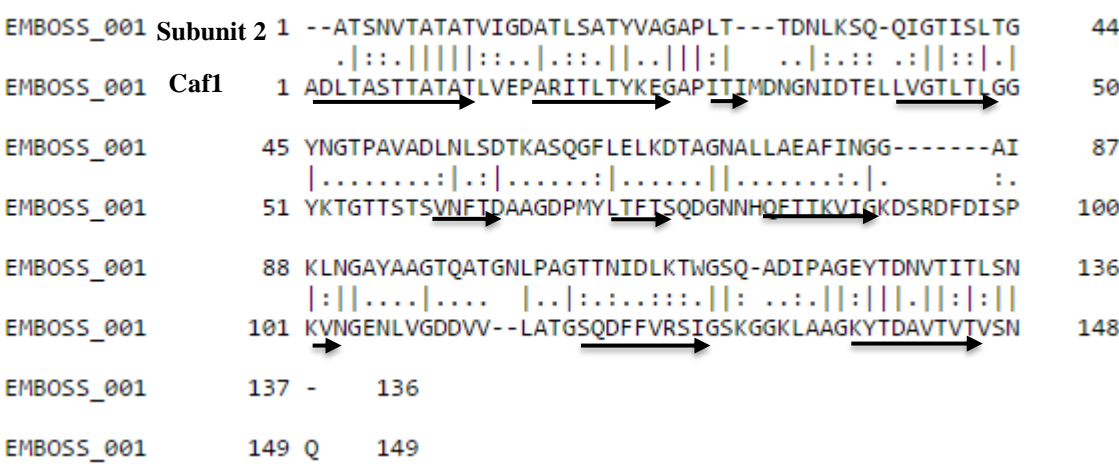 EMBOSS_001 Subunit 2 1 --ATSNVTATATVIGDATLSATYVAGAPLT---TDNLKSQ-QIGTISLTG 44
.|::.|||||::..|.::.||..|||:| ..|:.:: .:||::|.|
EMBOSS_001 Caf1 1 ADLTASTTATATLVEPARITLTYKEGAPITIMDNGNIDTELLVGTLTLGG 50
EMBOSS_001 45 YNGTPAVADLNLSDTKASQGFLELKDTAGNALLAEAFINGG-------AI 87
|........:|.:|......:|......||.......:.|. :.
EMBOSS_001 51 YKTGTTSTSVNFTDAAGDPMYLTFTSQDGNNHQFTTKVIGKDSRDFDISP 100
EMBOSS_001 88 KLNGAYAAGTQATGNLPAGTTNIDLKTWGSQ-ADIPAGEYTDNVTITLSN 136
|:||....|.... |..|:.:..:::.||: ..:.||:|||.||:|:||
EMBOSS_001 101 KVNGENLVGDDVV--LATGSQDFFVRSIGSKGGKLAAGKYTDAVTVTVSN 148
EMBOSS_001 137 - 136
EMBOSS_001 149 Q 149